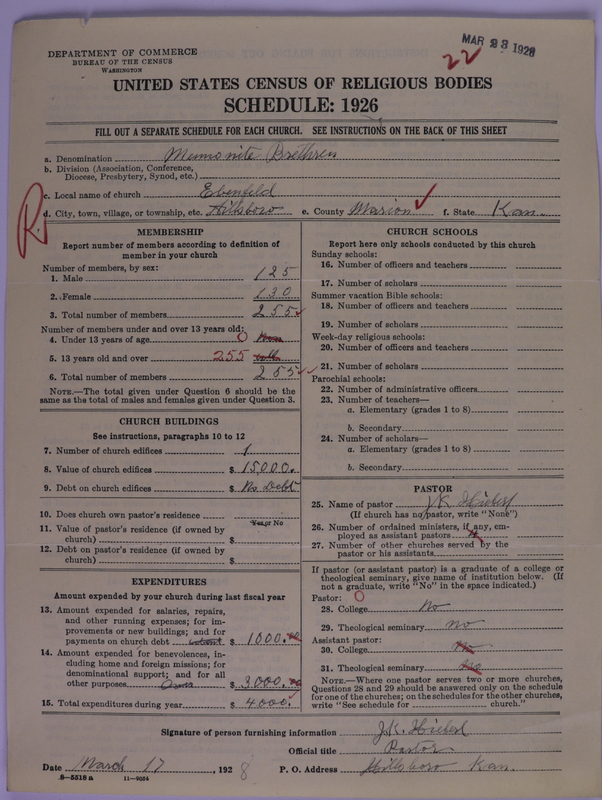 MAR 23 1928
22
DEPARTMENT OF COMMERCE
BUREAU OF THE CENSUS
WASHINGTON
UNITED STATES CENSUS OF RELIGIOUS BODIES
SCHEDULE: 1926
FILL OUT A SEPARATE SCHEDULE FOR EACH CHURCH. SEE INSTRUCTIONS ON THE BACK OF THIS SHEET
a. Denomination Mennonite Brethren
b. Division (Association, Conference,
Diocese, Presbytery, Synod, etc.)
c. Local name of church Ebenfeld
d. City, town, village, or township, etc. Hillsboro e. County Marion f. State Kan.
R.
MEMBERSHIP
Report number of members according to definition of
member in your church
Number of members, by sex:
1. Male 125
2. Female 130
3. Total number of members 255
Number of members under and over 13 years old:
4. Under 13 years of age 0
5. 13 years old and over 255
6. Total number of members 255
NOTE.—The total given under Question 6 should be
same as the total of males and females given under Question 3.
CHURCH BUILDINGS
See instructions, paragraphs 10 to 12
7. Number of church edifices 1
8. Value of church edifices $ 15,000.
9. Debt on church edifices $ No Debt
10. Does church own pastor's residence
Yes or No
11. Value of pastor's residence (if owned by
church) $
12. Debt on pastor's residence (if owned by
church) $
EXPENDITURES
Amount expended by your church during last fiscal year
13. Amount expended for salaries, repairs,
and other running expenses; for im-
provements or new buildings; and for
payments on church debt $ 1000.00
14. Amount expended for benevolences, in-
cluding home and foreign missions; for
denominational support; and for all
other purposes $ 3000.00
15. Total expenditures during year $ 4000.
CHURCH SCHOOLS
Report here only schools conducted by this church
Sunday schools:
16. Number of officers and teachers
17. Number of scholars
Summer vacation Bible schools:
18. Number of officers and teachers
19. Number of scholars
Week-day religious schools:
20. Number of officers and teachers
21. Number of scholars
Parochial schools:
22. Number of administrative officers
23. Number of teachers—
a. Elementary (grades 1 to 8)
b. Secondary
24. Number of scholars—
a. Elementary (grades 1 to 8)
b. Secondary
PASTOR
25. Name of pastor J.K. Hiebert
(If church has no pastor, write "None")
26. Number of ordained ministers, if any, em-
ployed as assistant pastors
27. Number of other churches served by the
pastor or his assistants
If pastor (or assistant pastor) is a graduate of a college or
theological seminary, give name of institution below. (If
not a graduate, write "No" in the space indicated.)
Pastor: 0
28. College No
29. Theological seminary no
Assistant pastor:
30. College No
31. Theological seminary No
NOTE.—Where one pastor serves two or more churches,
Questions 28 and 29 should be answered only on the schedule
for one of the churches; on the schedules for the other churches,
write "See schedule for church."
Signature of person furnishing information J.K. Hiebert
Official title Pastor
Date March 17, 1928 P. O. Address Hillsboro Kan.
8-5518a 11-9054